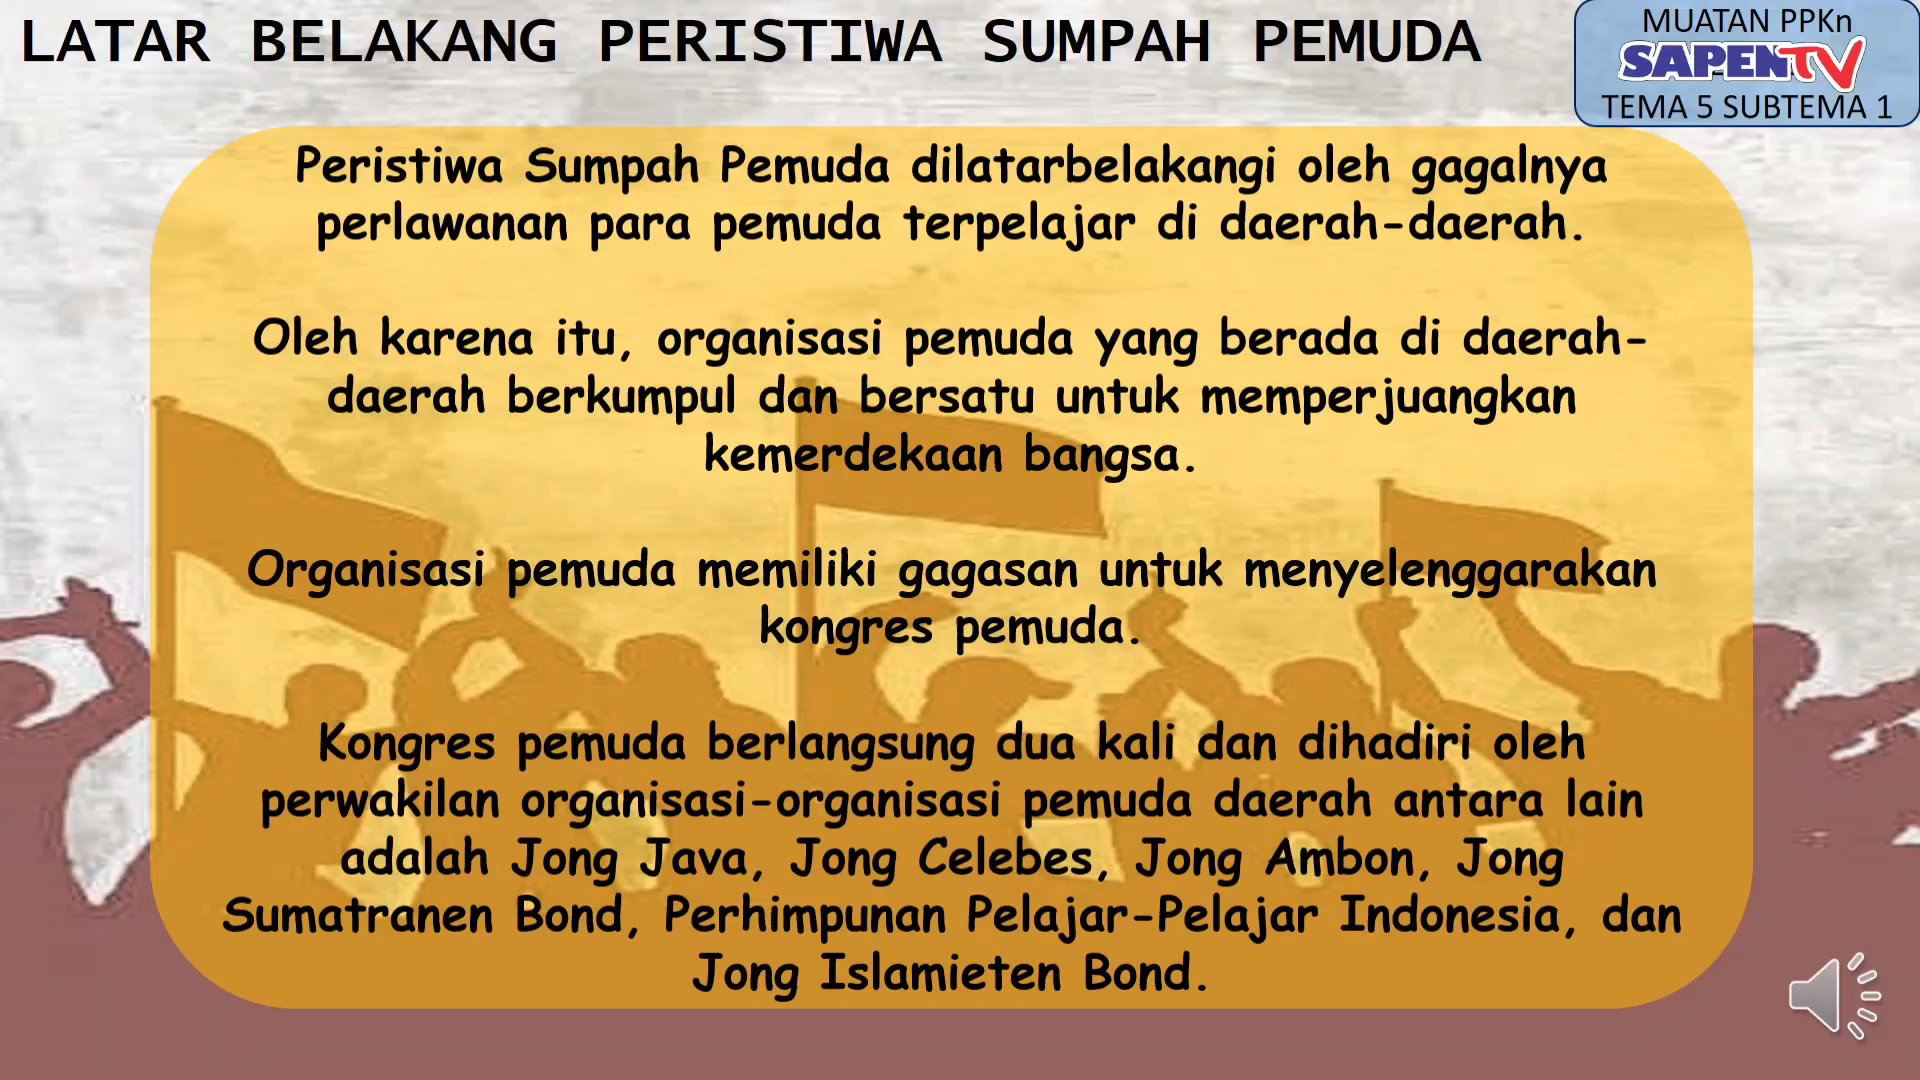 LATAR BELAKANG PERISTIWA SUMPAH PEMUDA
MUATAN PPKn
SAPENTV
TEMA 5 SUBTEMA 1
Peristiwa Sumpah Pemuda dilatarbelakangi oleh gagalnya
perlawanan para pemuda terpelajar di daerah-daerah.
Oleh karena itu, organisasi pemuda yang berada di daerah-
daerah berkumpul dan bersatu untuk memperjuangkan
kemerdekaan bangsa.
Organisasi pemuda memiliki gagasan untuk menyelenggarakan
kongres pemuda.
Kongres pemuda berlangsung dua kali dan dihadiri oleh
perwakilan organisasi-organisasi pemuda daerah antara lain
adalah Jong Java, Jong Celebes, Jong Ambon, Jong
Sumatranen Bond, Perhimpunan Pelajar-Pelajar Indonesia, dan
Jong Islamieten Bond.